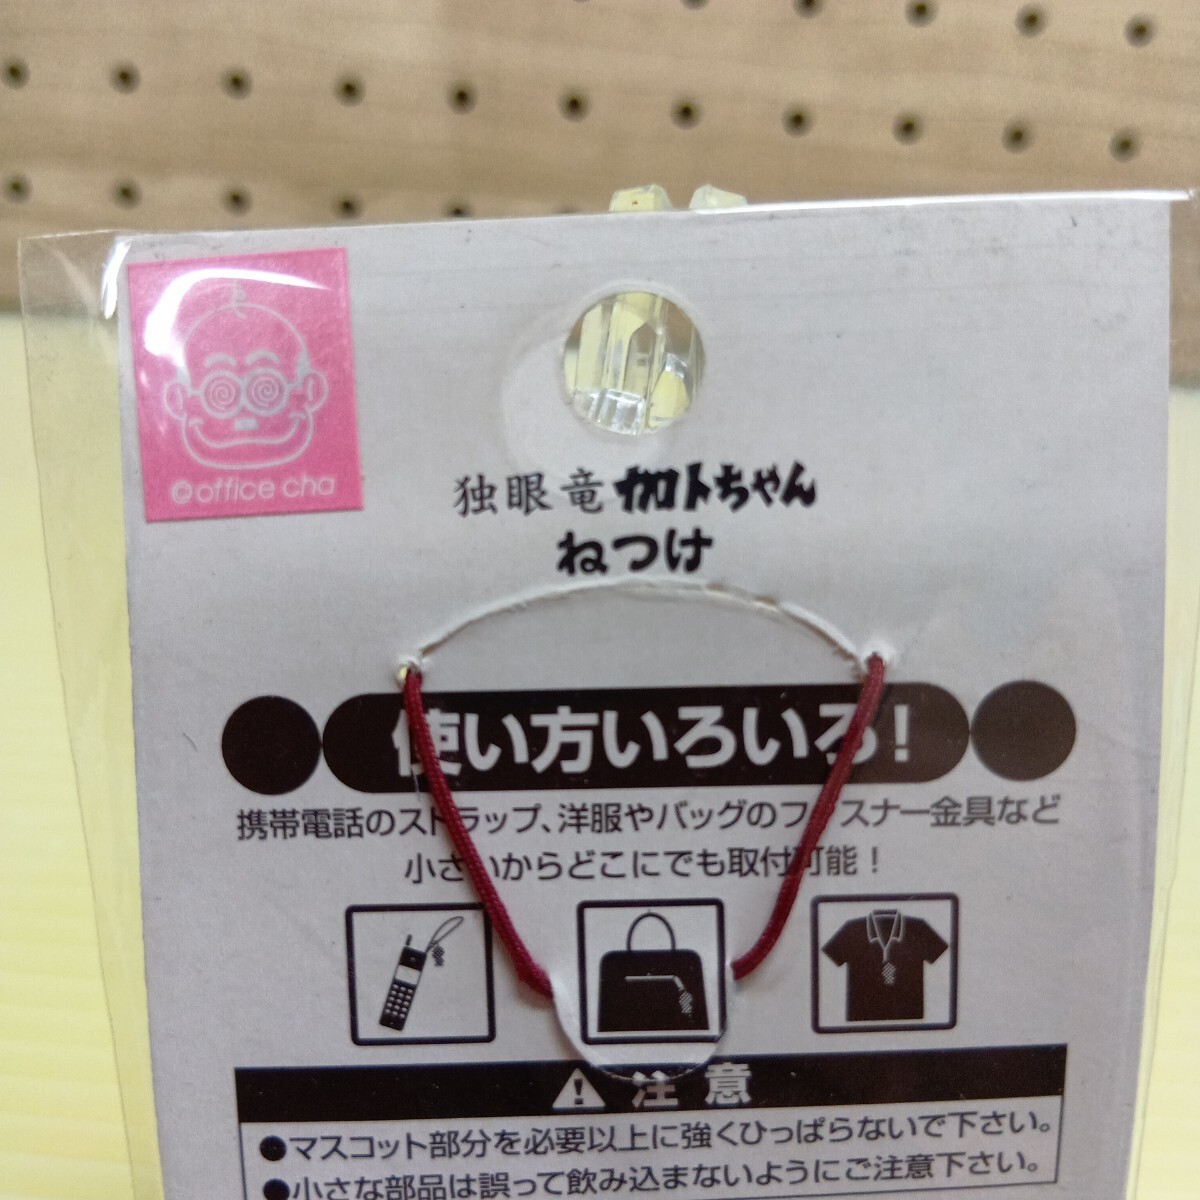 ©office cha
独眼竜カトちゃん
ねつけ
使い方いろいろ!
携帯電話のストラップ、洋服やバッグのファスナー金具など
小さいからどこにでも取付可能!
注意
●マスコット部分を必要以上に強くひっぱらないで下さい。
●小さな部品は誤って飲み込まないようにご注意下さい。